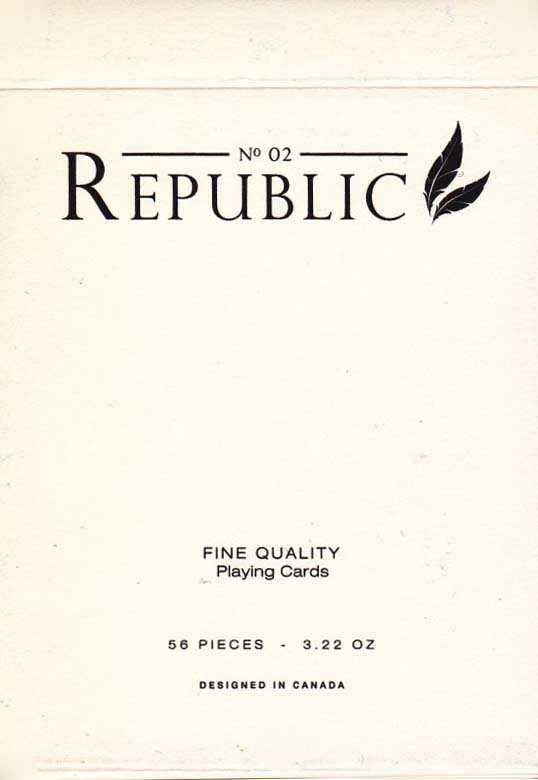 Nº 02
REPUBLIC
FINE QUALITY
Playing Cards
56 PIECES - 3.22 OZ
DESIGNED IN CANADA